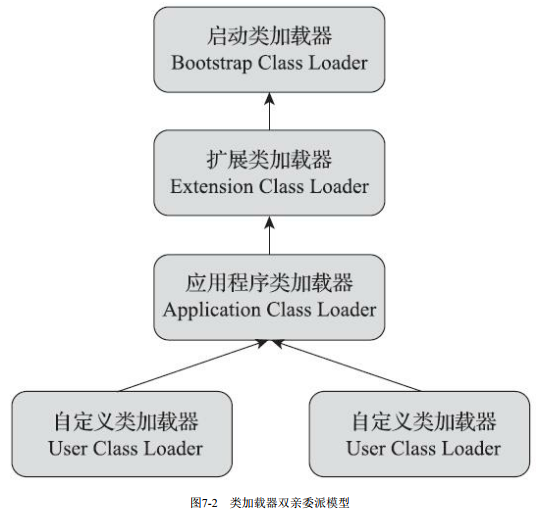 启动类加载器
Bootstrap Class Loader
扩展类加载器
Extension Class Loader
应用程序类加载器
Application Class Loader
自定义类加载器
User Class Loader
自定义类加载器
User Class Loader
图7-2 类加载器双亲委派模型